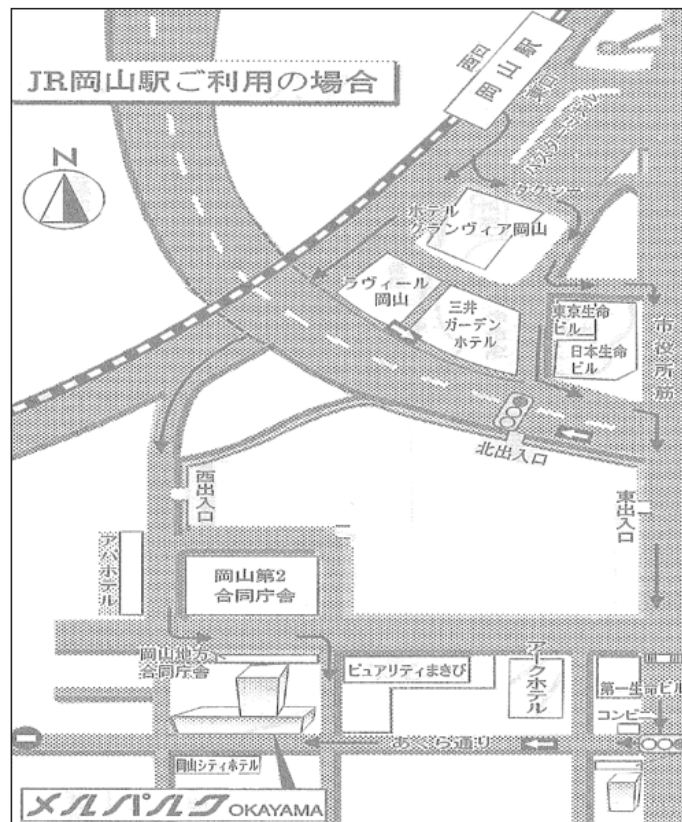 JR岡山駅ご利用の場合
岡山駅
西口
東口
バスターミナル
N
タクシー
ホテル
グランヴィア岡山
ラヴィール
岡山
三井
ガーデン
ホテル
東京生命
ビル
日本生命
ビル
市役所筋
北出入口
西出入口
東出入口
アパホテル
岡山第2
合同庁舎
岡山地方
合同庁舎
ピュアリティまきび
アークホテル
第一生命ビル
コンビニ
あくら通り
岡山シティホテル
メルパルク OKAYAMA